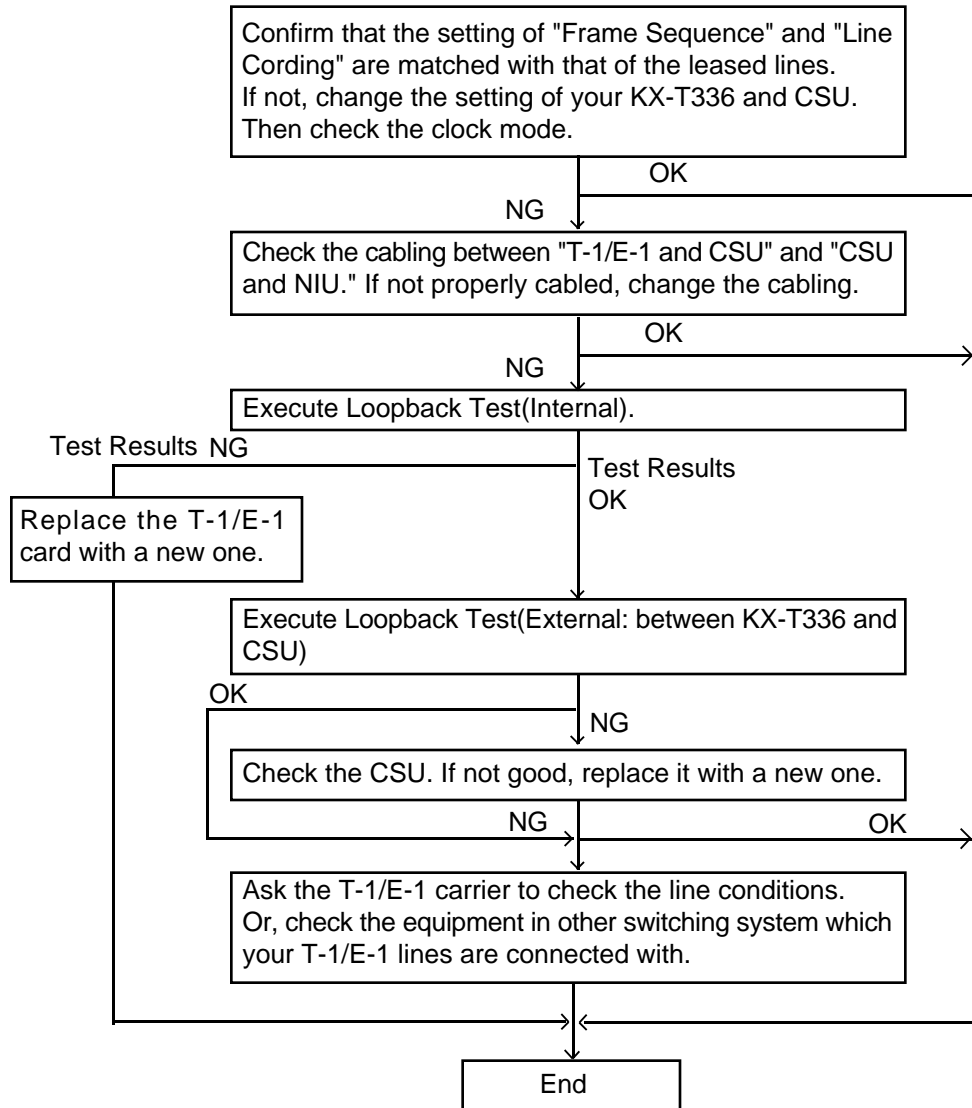 Confirm that the setting of "Frame Sequence" and "Line
Cording" are matched with that of the leased lines.
If not, change the setting of your KX-T336 and CSU.
Then check the clock mode.
OK
NG
Check the cabling between "T-1/E-1 and CSU" and "CSU
and NIU." If not properly cabled, change the cabling.
OK
NG
Execute Loopback Test(Internal).
Test Results NG
Test Results
OK
Replace the T-1/E-1
card with a new one.
Execute Loopback Test(External: between KX-T336 and
CSU)
OK
NG
Check the CSU. If not good, replace it with a new one.
NG
OK
Ask the T-1/E-1 carrier to check the line conditions.
Or, check the equipment in other switching system which
your T-1/E-1 lines are connected with.
End